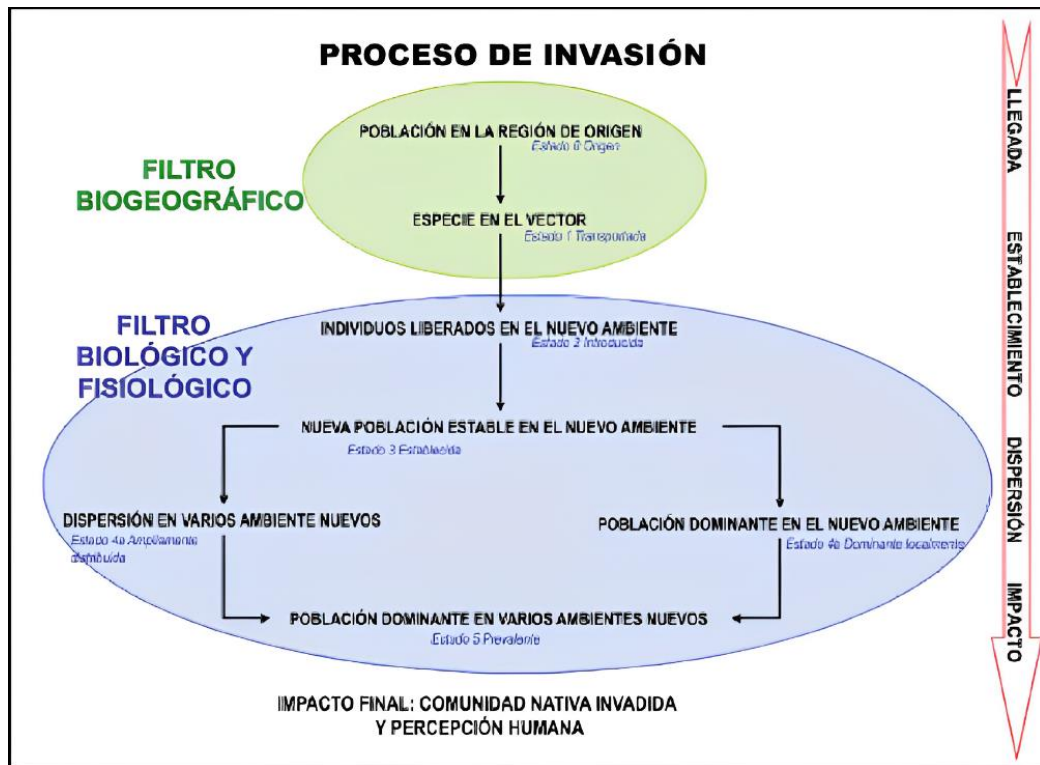 PROCESO DE INVASIÓN
POBLACIÓN EN LA REGIÓN DE ORIGEN
Estado 0 Origen
FILTRO
BIOGEOGRÁFICO
ESPECIE EN EL VECTOR
Estado 1 Transportada
FILTRO
BIOLÓGICO Y
FISIOLÓGICO
INDIVIDUOS LIBERADOS EN EL NUEVO AMBIENTE
Estado 2 Introducida
NUEVA POBLACIÓN ESTABLE EN EL NUEVO AMBIENTE
Estado 3 Establecida
DISPERSIÓN EN VARIOS AMBIENTE NUEVOS
Estado 4a Ampliamente
distribuida
POBLACIÓN DOMINANTE EN EL NUEVO AMBIENTE
Estado 4a Dominante localmente
POBLACIÓN DOMINANTE EN VARIOS AMBIENTES NUEVOS
Estado 5 Prevalente
IMPACTO FINAL: COMUNIDAD NATIVA INVADIDA
Y PERCEPCIÓN HUMANA
LLEGADA
ESTABLECIMIENTO
DISPERSIÓN
IMPACTO